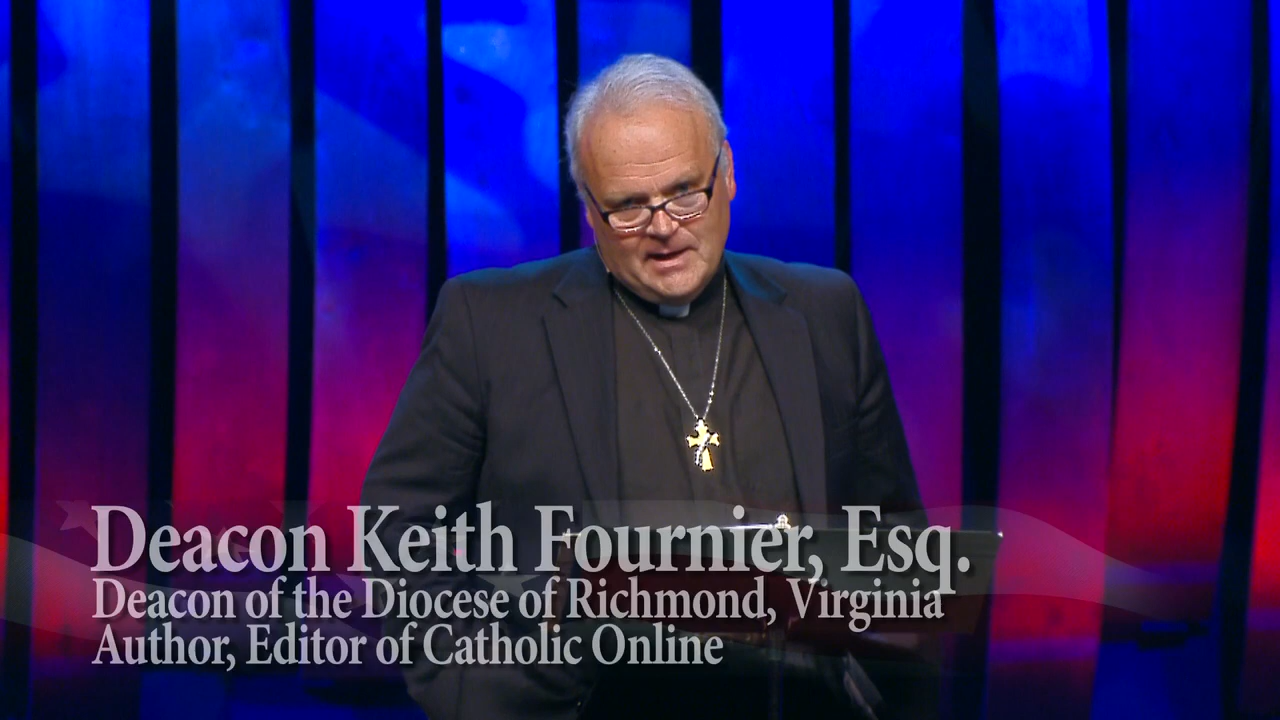 Deacon Keith Fournier, Esq.
Deacon of the Diocese of Richmond, Virginia
Author, Editor of Catholic Online